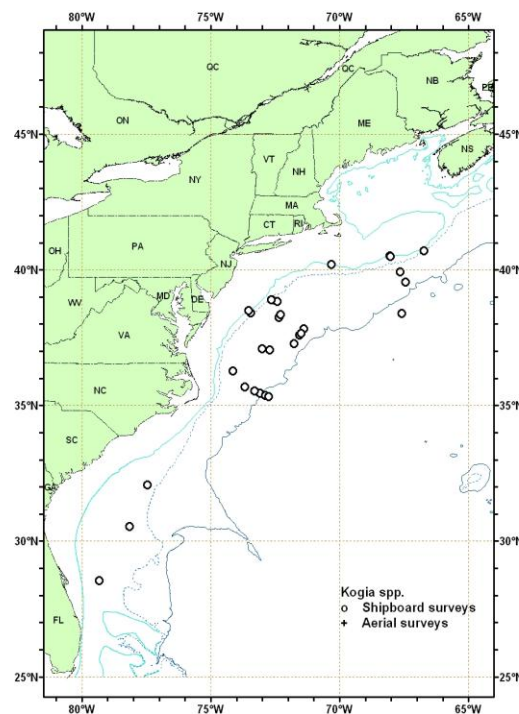 80°W 75°W 70°W 65°W
QC QC NB PE
ON ME
45°N NS 45°N
VT NH
NY
MA
CT RI
OH PA
40°N NJ 40°N
WV MD DE
VA
NC
35°N 35°N
SC
GA
30°N 30°N
Kogia spp.
Shipboard surveys
FL Aerial surveys
25°N 25°N
80°W 75°W 70°W 65°W